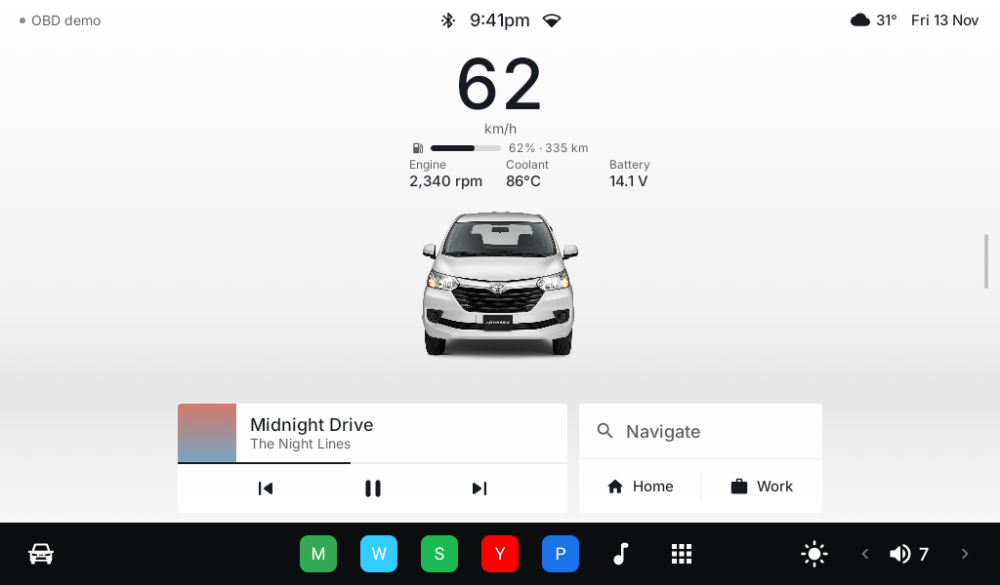 OBD demo
9:41pm
31° Fri 13 Nov
62
km/h
62% · 335 km
Engine Coolant Battery
2,340 rpm 86°C 14.1 V
Midnight Drive
The Night Lines
Navigate
Home Work
M W S Y P 7